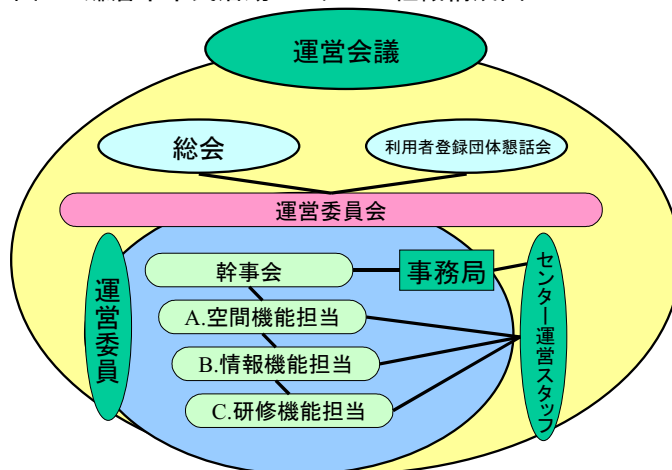 運営会議
総会
利用者登録団体懇話会
運営委員会
運営委員
幹事会
事務局
センター運営スタッフ
A.空間機能担当
B.情報機能担当
C.研修機能担当